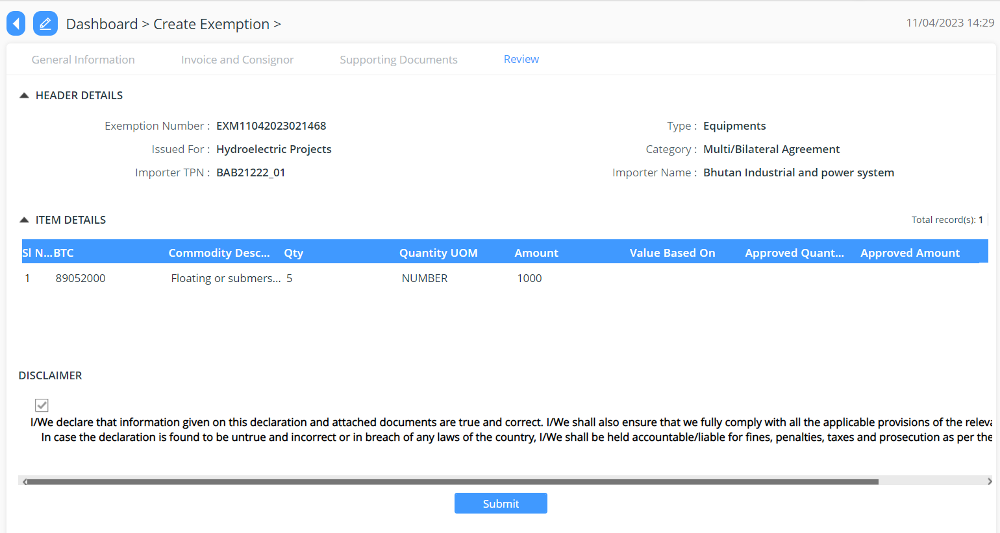 Dashboard > Create Exemption >
11/04/2023 14:29
General Information Invoice and Consignor Supporting Documents Review
HEADER DETAILS
Exemption Number : EXM11042023021468 Type : Equipments
Issued For : Hydroelectric Projects Category : Multi/Bilateral Agreement
Importer TPN : BAB21222_01 Importer Name : Bhutan Industrial and power system
ITEM DETAILS Total record(s): 1
Sl N... BTC Commodity Desc... Qty Quantity UOM Amount Value Based On Approved Quant... Approved Amount
1 89052000 Floating or submers... 5 NUMBER 1000
DISCLAIMER
I/We declare that information given on this declaration and attached documents are true and correct. I/We shall also ensure that we fully comply with all the applicable provisions of the releva
In case the declaration is found to be untrue and incorrect or in breach of any laws of the country, I/We shall be held accountable/liable for fines, penalties, taxes and prosecution as per the
Submit